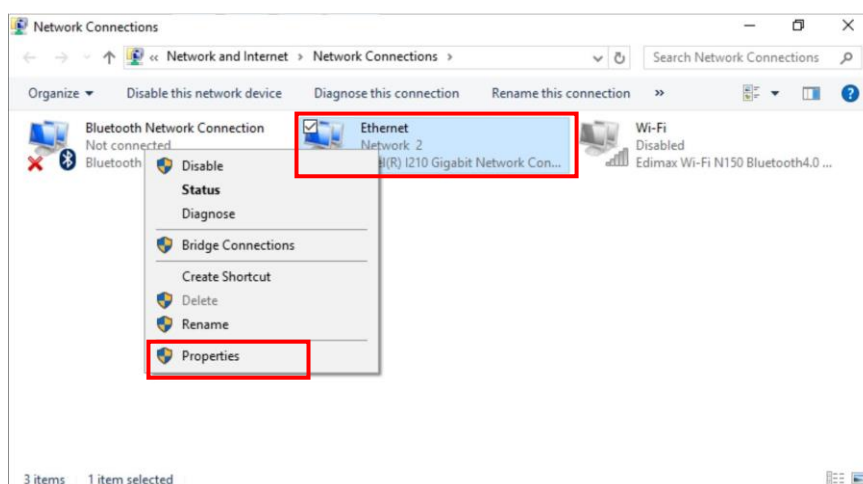 Network Connections
« Network and Internet › Network Connections ›
Search Network Connections
Organize
Disable this network device
Diagnose this connection
Rename this connection
»
Bluetooth Network Connection
Not connected
Bluetooth
Ethernet
Network 2
l(R) I210 Gigabit Network Con...
Wi-Fi
Disabled
Edimax Wi-Fi N150 Bluetooth4.0 ...
Disable
Status
Diagnose
Bridge Connections
Create Shortcut
Delete
Rename
Properties
3 items
1 item selected